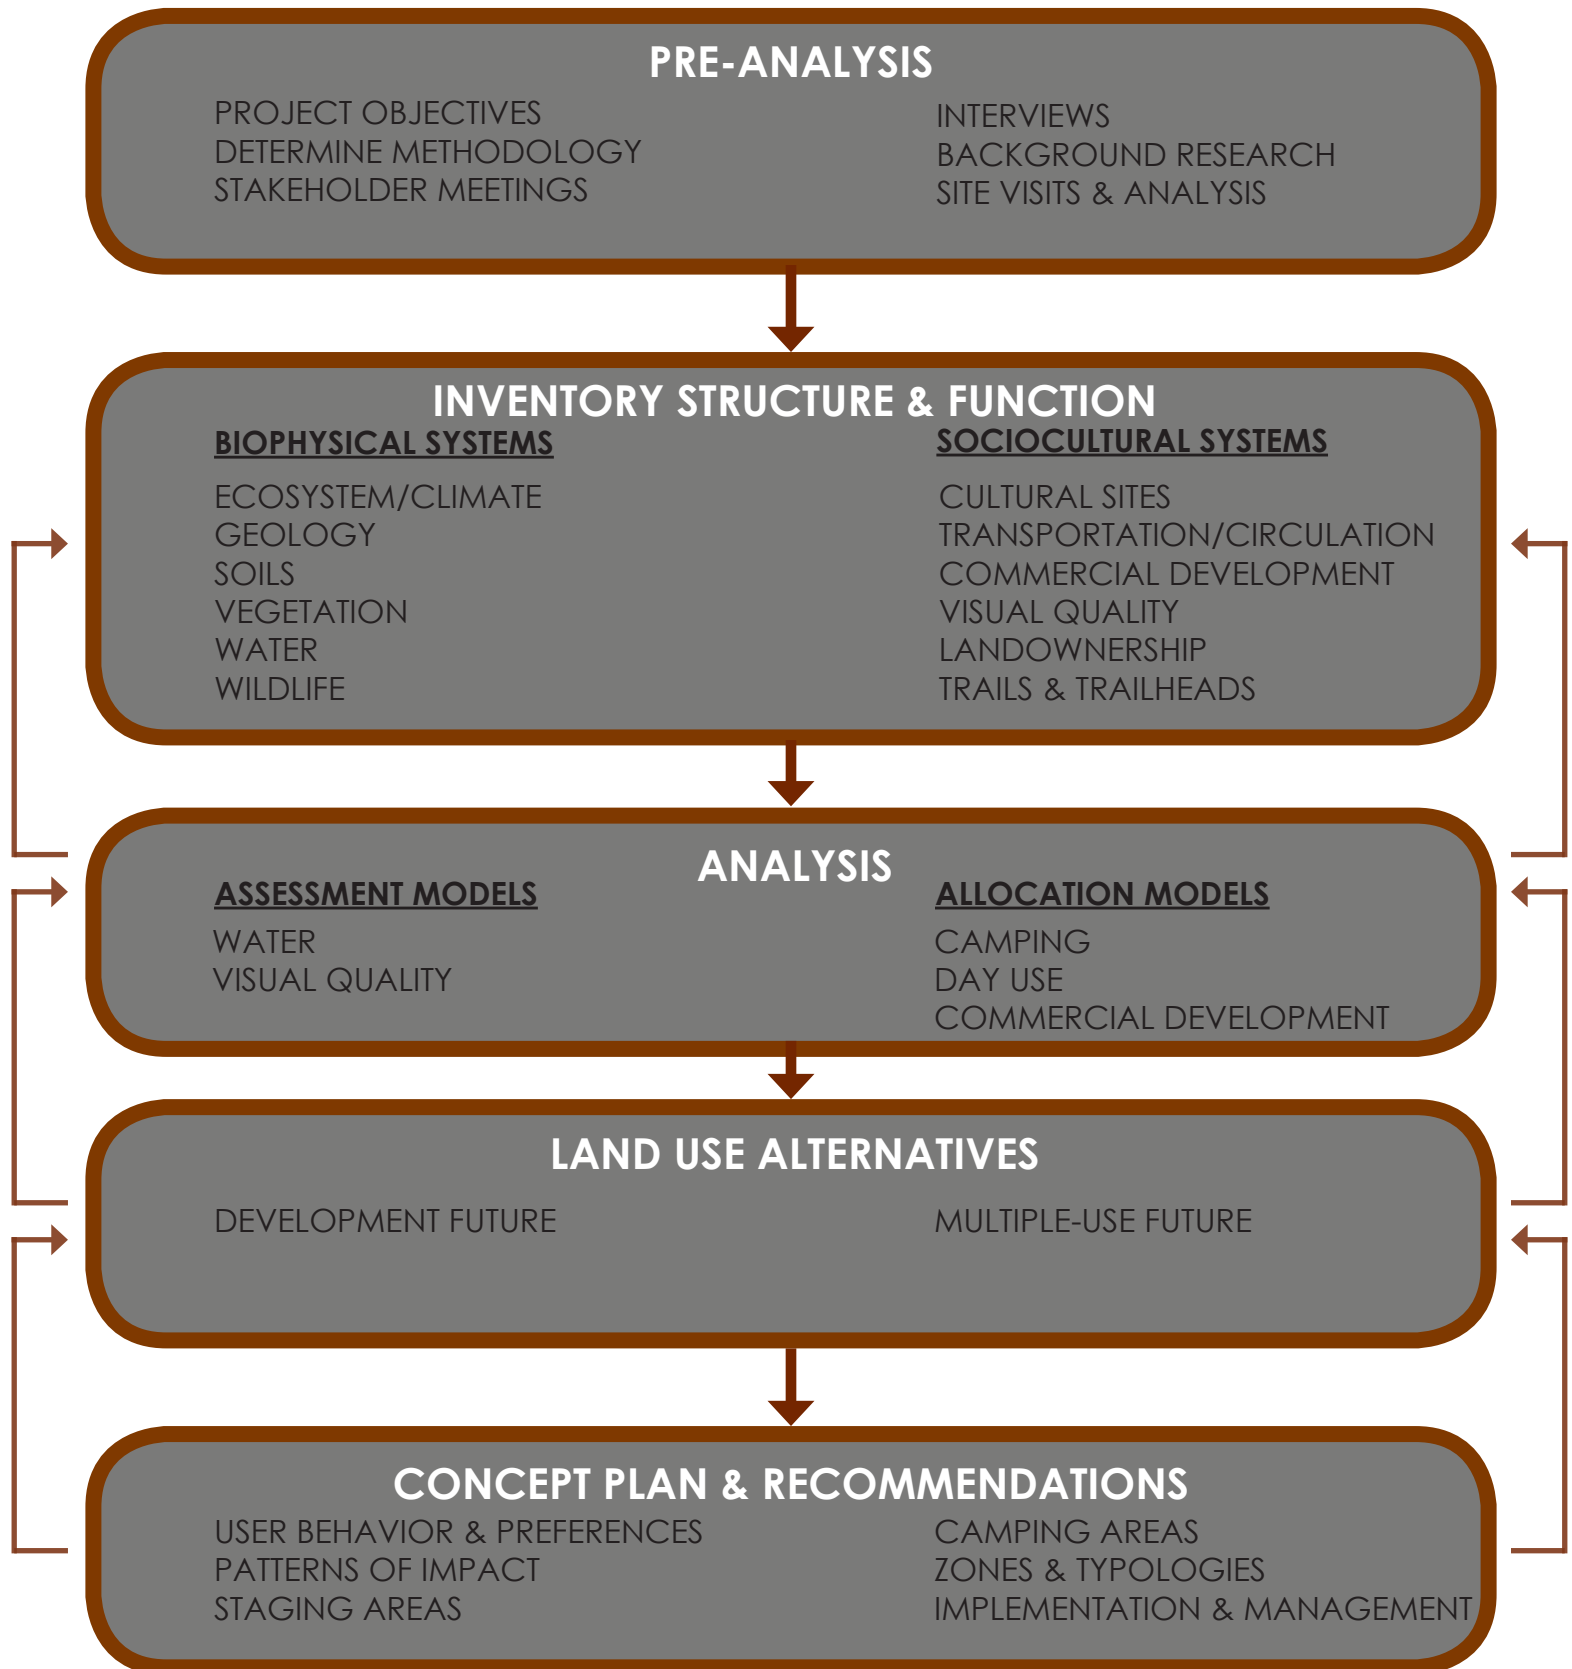 PRE-ANALYSIS
PROJECT OBJECTIVES
DETERMINE METHODOLOGY
STAKEHOLDER MEETINGS
INTERVIEWS
BACKGROUND RESEARCH
SITE VISITS & ANALYSIS
INVENTORY STRUCTURE & FUNCTION
BIOPHYSICAL SYSTEMS
ECOSYSTEM/CLIMATE
GEOLOGY
SOILS
VEGETATION
WATER
WILDLIFE
SOCIOCULTURAL SYSTEMS
CULTURAL SITES
TRANSPORTATION/CIRCULATION
COMMERCIAL DEVELOPMENT
VISUAL QUALITY
LANDOWNERSHIP
TRAILS & TRAILHEADS
ANALYSIS
ASSESSMENT MODELS
WATER
VISUAL QUALITY
ALLOCATION MODELS
CAMPING
DAY USE
COMMERCIAL DEVELOPMENT
LAND USE ALTERNATIVES
DEVELOPMENT FUTURE
MULTIPLE-USE FUTURE
CONCEPT PLAN & RECOMMENDATIONS
USER BEHAVIOR & PREFERENCES
PATTERNS OF IMPACT
STAGING AREAS
CAMPING AREAS
ZONES & TYPOLOGIES
IMPLEMENTATION & MANAGEMENT